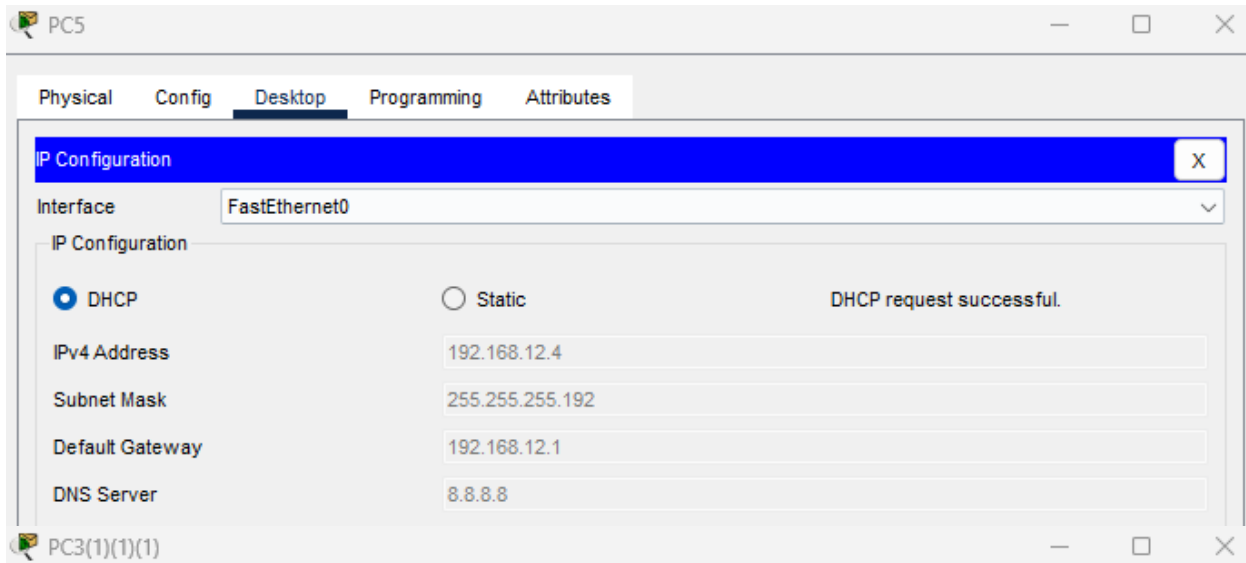 PC5
Physical Config Desktop Programming Attributes
IP Configuration X
Interface FastEthernet0
IP Configuration
DHCP Static DHCP request successful.
IPv4 Address 192.168.12.4
Subnet Mask 255.255.255.192
Default Gateway 192.168.12.1
DNS Server 8.8.8.8
PC3(1)(1)(1)